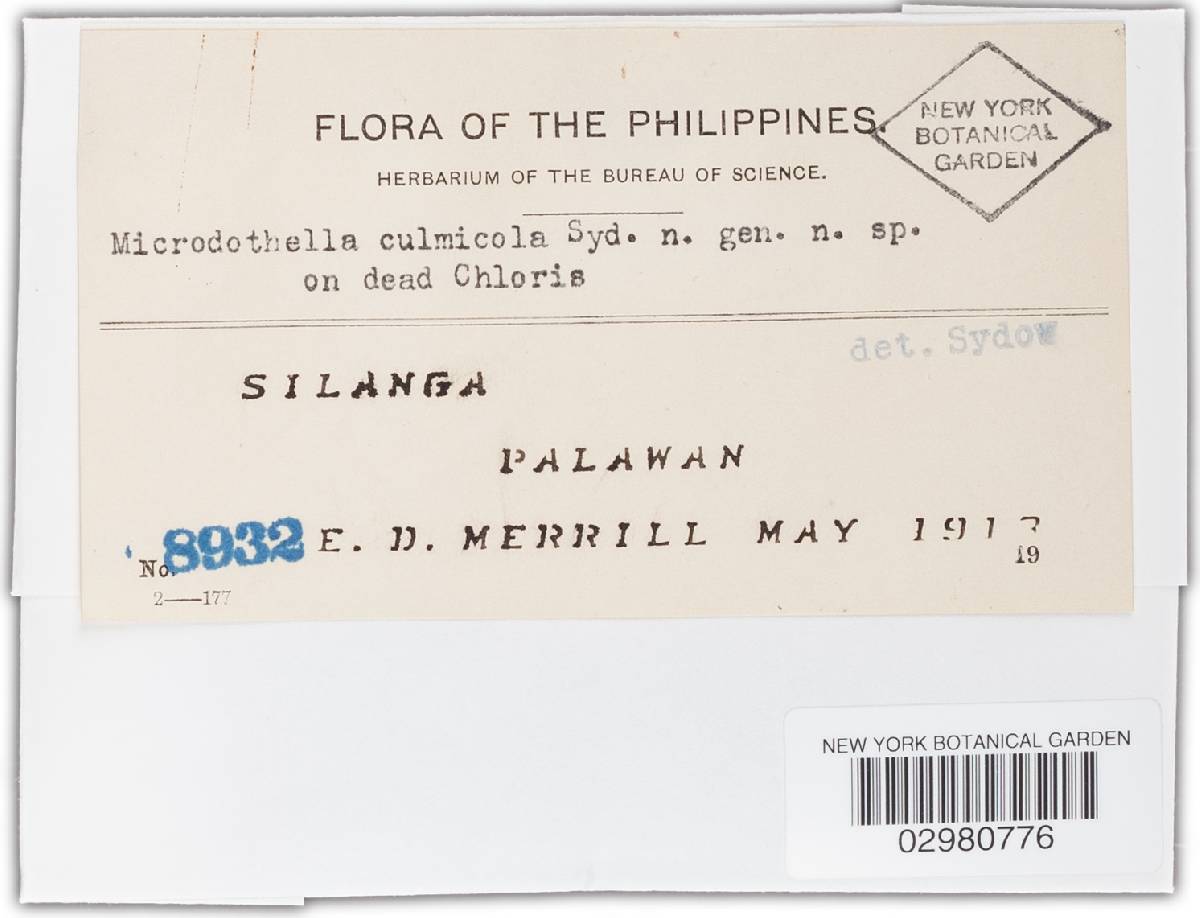 FLORA OF THE PHILIPPINES.
HERBARIUM OF THE BUREAU OF SCIENCE.
NEW YORK
BOTANICAL
GARDEN
Microdothella culmicola Syd. n. gen. n. sp.
on dead Chloris
det. Sydow
SILANGA
PALAWAN
No. 8932 E. D. MERRILL MAY 1913
19
2—177
NEW YORK BOTANICAL GARDEN
02980776